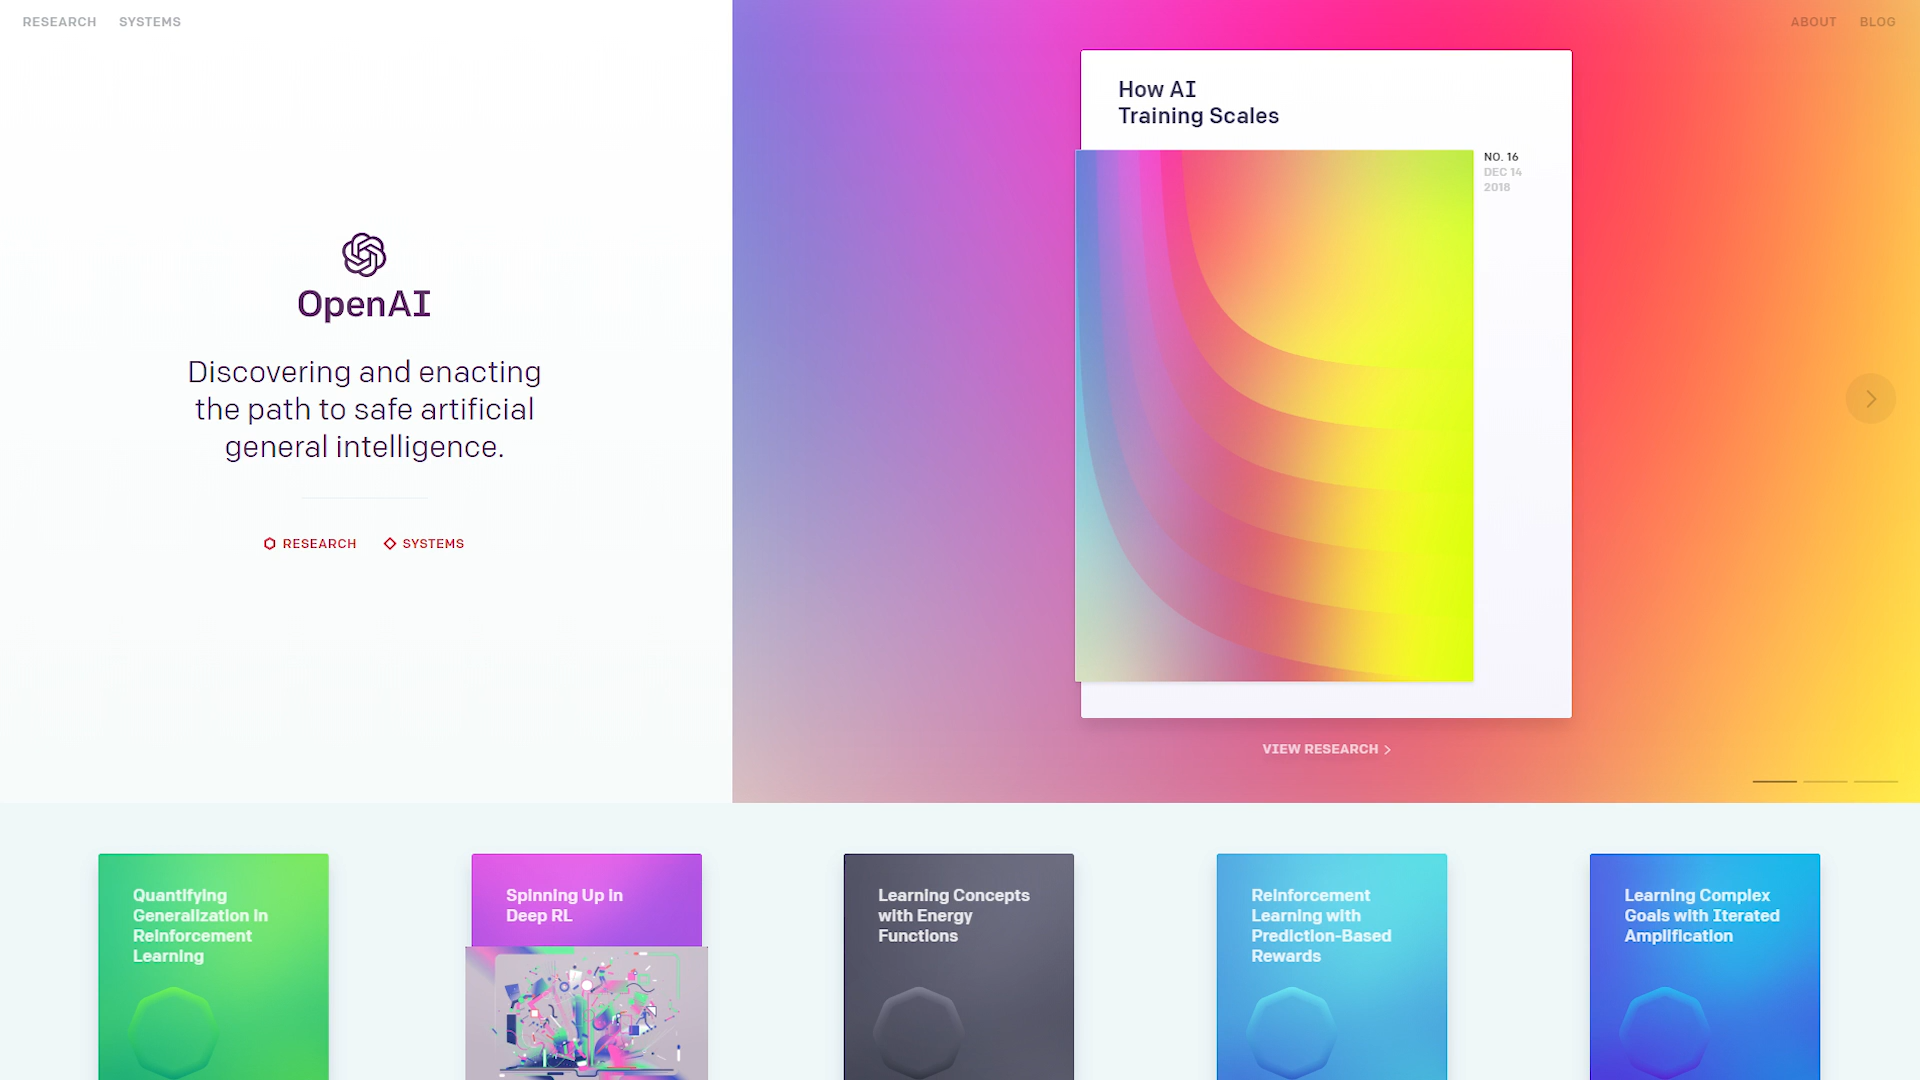 RESEARCH SYSTEMS
ABOUT BLOG
OpenAI
Discovering and enacting
the path to safe artificial
general intelligence.
RESEARCH SYSTEMS
How AI
Training Scales
NO. 16
DEC 14
2018
VIEW RESEARCH
Quantifying
Generalization in
Reinforcement
Learning
Spinning Up in
Deep RL
Learning Concepts
with Energy
Functions
Reinforcement
Learning with
Prediction-Based
Rewards
Learning Complex
Goals with Iterated
Amplification